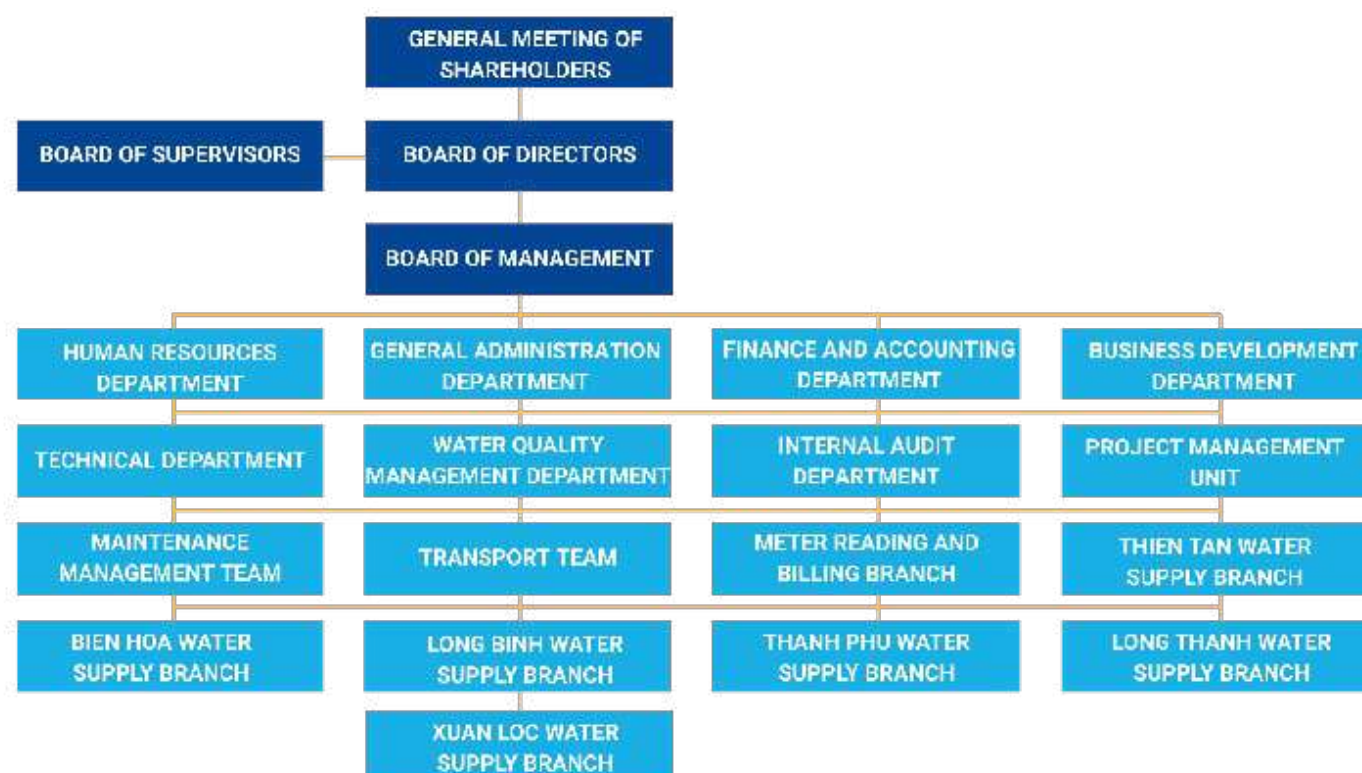 GENERAL MEETING OF
SHAREHOLDERS
BOARD OF SUPERVISORS
BOARD OF DIRECTORS
BOARD OF MANAGEMENT
HUMAN RESOURCES
DEPARTMENT
GENERAL ADMINISTRATION
DEPARTMENT
FINANCE AND ACCOUNTING
DEPARTMENT
BUSINESS DEVELOPMENT
DEPARTMENT
TECHNICAL DEPARTMENT
WATER QUALITY
MANAGEMENT DEPARTMENT
INTERNAL AUDIT
DEPARTMENT
PROJECT MANAGEMENT
UNIT
MAINTENANCE
MANAGEMENT TEAM
TRANSPORT TEAM
METER READING AND
BILLING BRANCH
THIEN TAN WATER
SUPPLY BRANCH
BIEN HOA WATER
SUPPLY BRANCH
LONG BINH WATER
SUPPLY BRANCH
THANH PHU WATER
SUPPLY BRANCH
LONG THANH WATER
SUPPLY BRANCH
XUAN LOC WATER
SUPPLY BRANCH